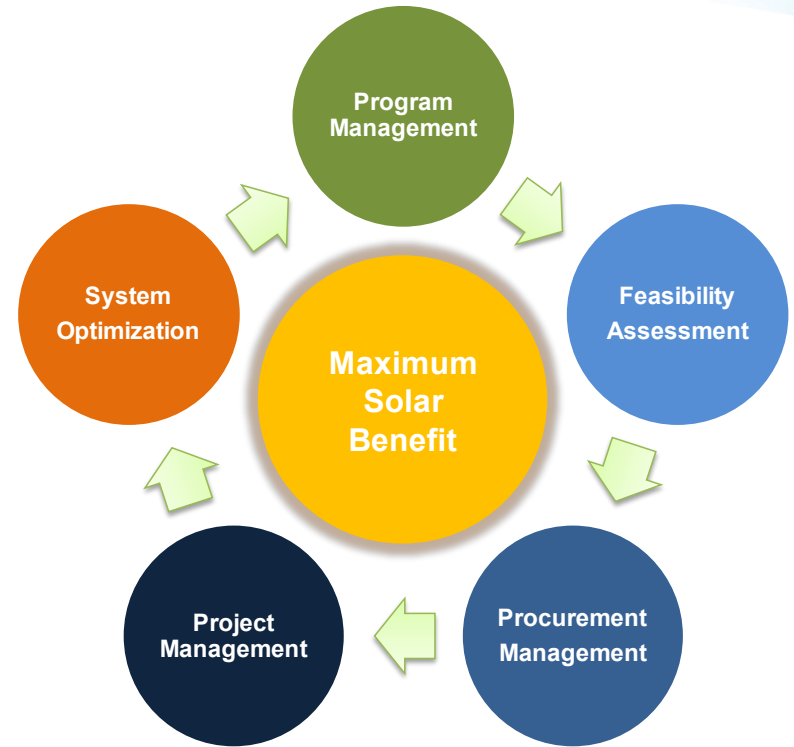 Program
Management
Feasibility
Assessment
Procurement
Management
Project
Management
System
Optimization
Maximum
Solar
Benefit